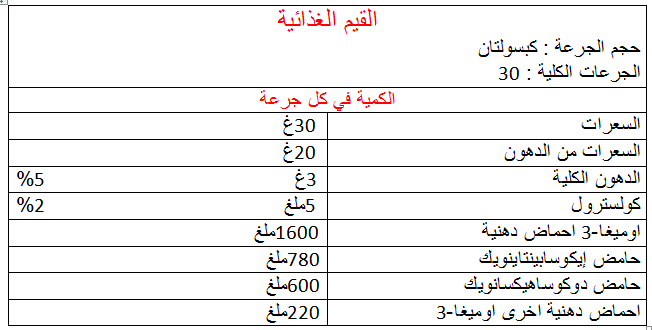 القيم الغذائية
حجم الجرعة : كبسولتان
الجرعات الكلية : 30
الكمية في كل جرعة
السعرات 30غ
السعرات من الدهون 20غ
الدهون الكلية 3غ 5%
كولسترول 5ملغ 2%
اوميغا-3 احماض دهنية 1600ملغ
حامض إيكوسابينتاينويك 780ملغ
حامض دوكوساهيكسانويك 600ملغ
احماض دهنية اخرى اوميغا-3 220ملغ